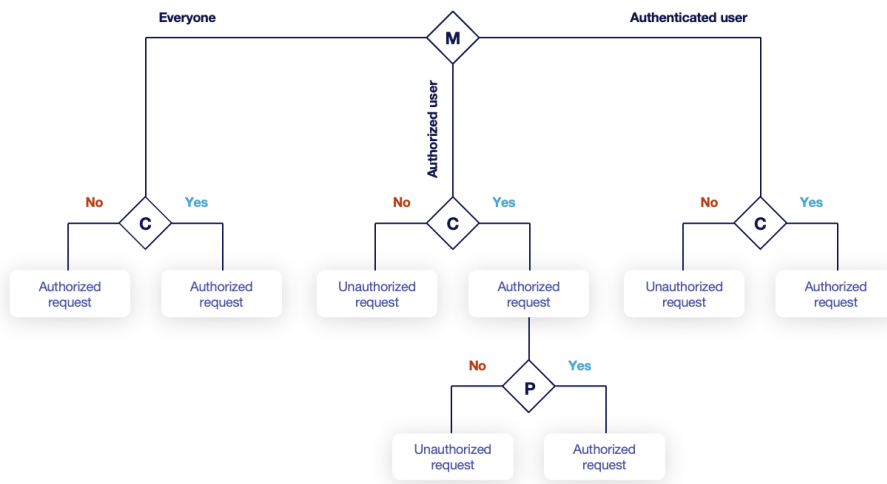 Everyone
Authenticated user
M
Authorized user
No
Yes
No
Yes
No
Yes
C
C
C
Authorized
request
Authorized
request
Unauthorized
request
Authorized
request
Unauthorized
request
Authorized
request
No
Yes
P
Unauthorized
request
Authorized
request